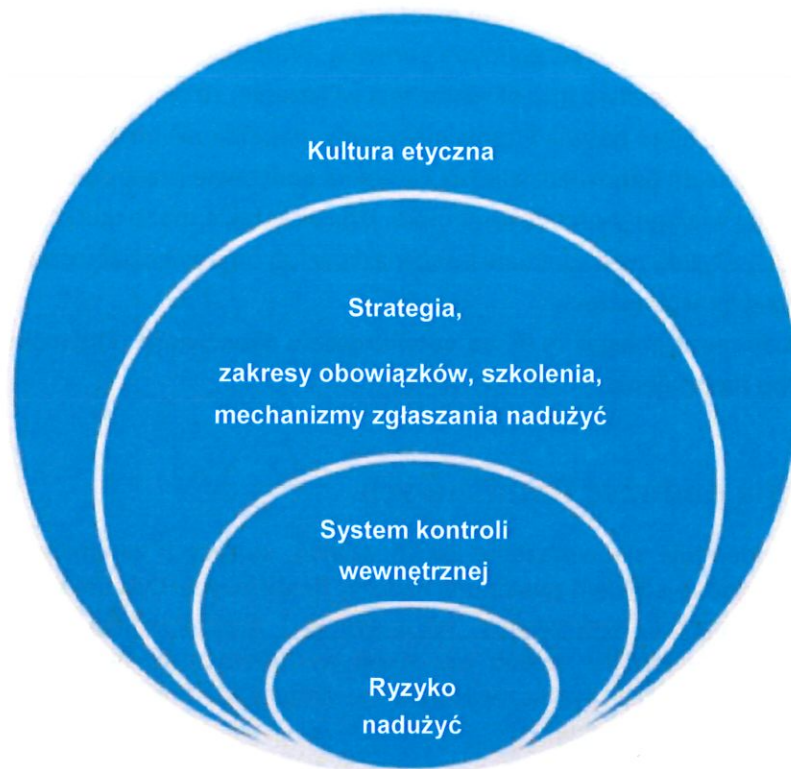 Kultura etyczna
Strategia,
zakresy obowiązków, szkolenia,
mechanizmy zgłaszania nadużyć
System kontroli
wewnętrznej
Ryzyko
nadużyć